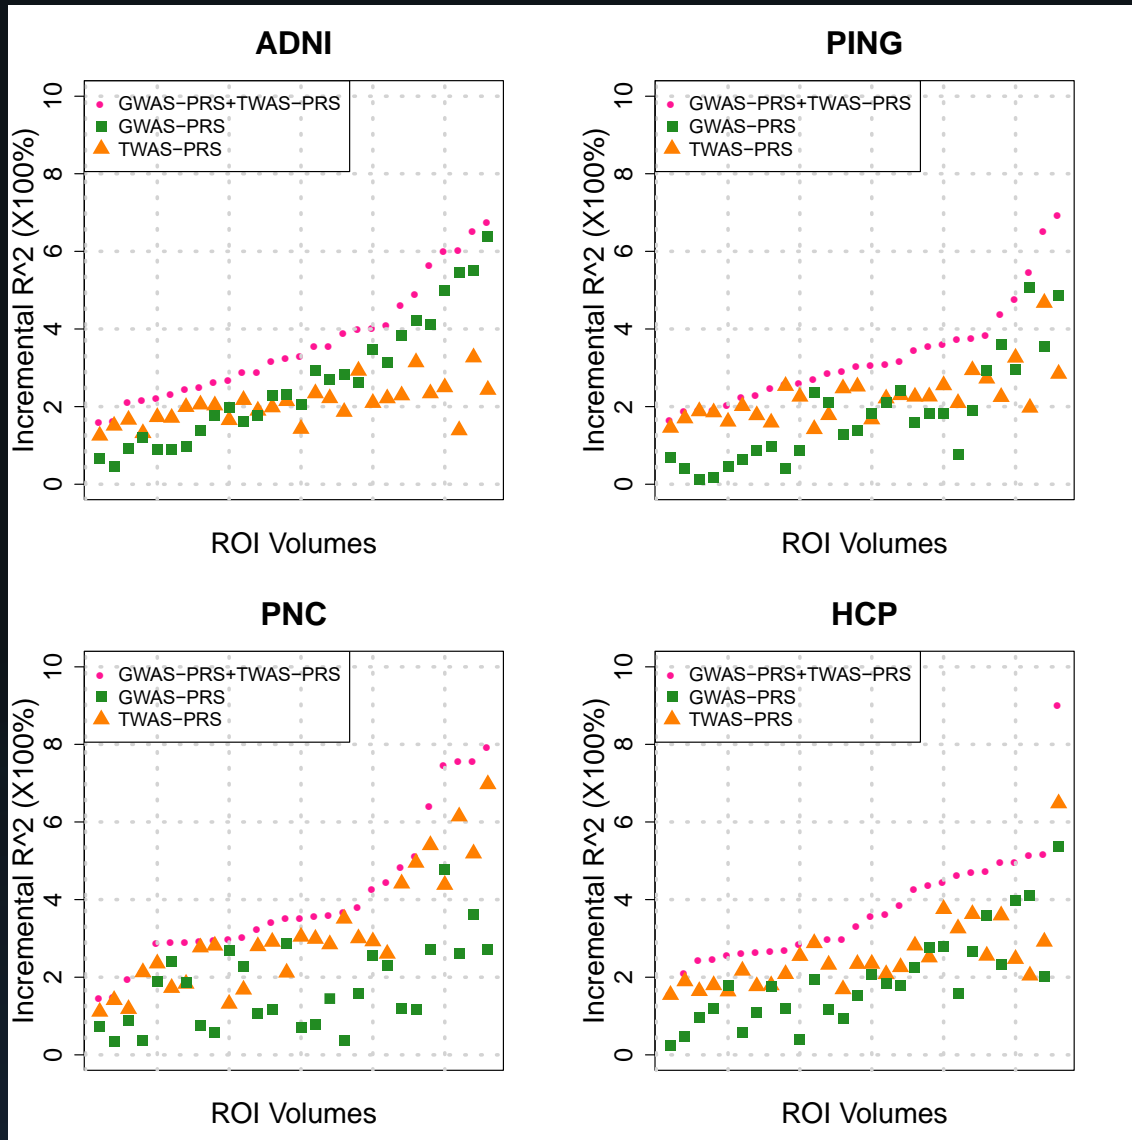 ADNI
10
8
6
4
2
0
Incremental R^2 (X100%)
GWAS−PRS+TWAS−PRS
GWAS−PRS
TWAS−PRS
ROI Volumes
PING
10
8
6
4
2
0
Incremental R^2 (X100%)
GWAS−PRS+TWAS−PRS
GWAS−PRS
TWAS−PRS
ROI Volumes
PNC
10
8
6
4
2
0
Incremental R^2 (X100%)
GWAS−PRS+TWAS−PRS
GWAS−PRS
TWAS−PRS
ROI Volumes
HCP
10
8
6
4
2
0
Incremental R^2 (X100%)
GWAS−PRS+TWAS−PRS
GWAS−PRS
TWAS−PRS
ROI Volumes